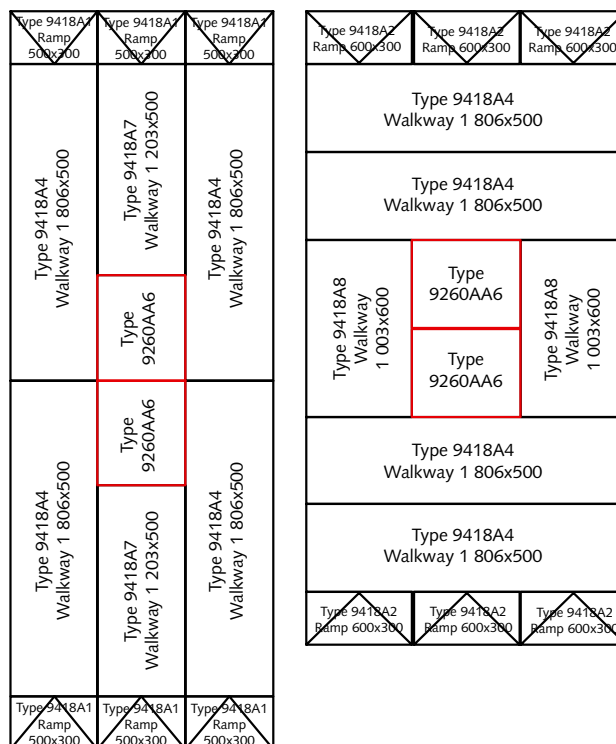 Type 9418A1
Ramp
500x300
Type 9418A1
Ramp
500x300
Type 9418A1
Ramp
500x300
Type 9418A4
Walkway 1 806x500
Type 9418A7
Walkway 1 203x500
Type 9418A4
Walkway 1 806x500
Type
9260AA6
Type
9260AA6
Type 9418A4
Walkway 1 806x500
Type 9418A7
Walkway 1 203x500
Type 9418A4
Walkway 1 806x500
Type 9418A1
Ramp
500x300
Type 9418A1
Ramp
500x300
Type 9418A1
Ramp
500x300
Type 9418A2
Ramp 600x300
Type 9418A2
Ramp 600x300
Type 9418A2
Ramp 600x300
Type 9418A4
Walkway 1 806x500
Type 9418A4
Walkway 1 806x500
Type 9418A8
Walkway
1 003x600
Type
9260AA6
Type
9260AA6
Type 9418A8
Walkway
1 003x600
Type 9418A4
Walkway 1 806x500
Type 9418A4
Walkway 1 806x500
Type 9418A2
Ramp 600x300
Type 9418A2
Ramp 600x300
Type 9418A2
Ramp 600x300